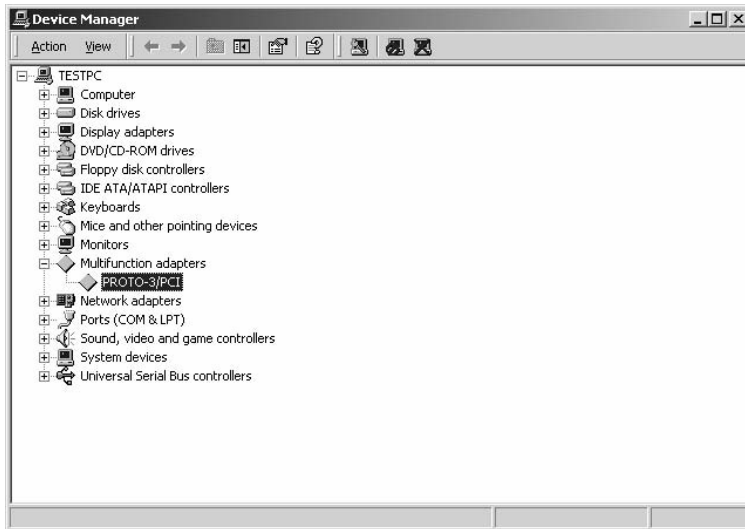 Device Manager
Action View
TESTPC
Computer
Disk drives
Display adapters
DVD/CD-ROM drives
Floppy disk controllers
IDE ATA/ATAPI controllers
Keyboards
Mice and other pointing devices
Monitors
Multifunction adapters
PROTO-3/PCI
Network adapters
Ports (COM & LPT)
Sound, video and game controllers
System devices
Universal Serial Bus controllers